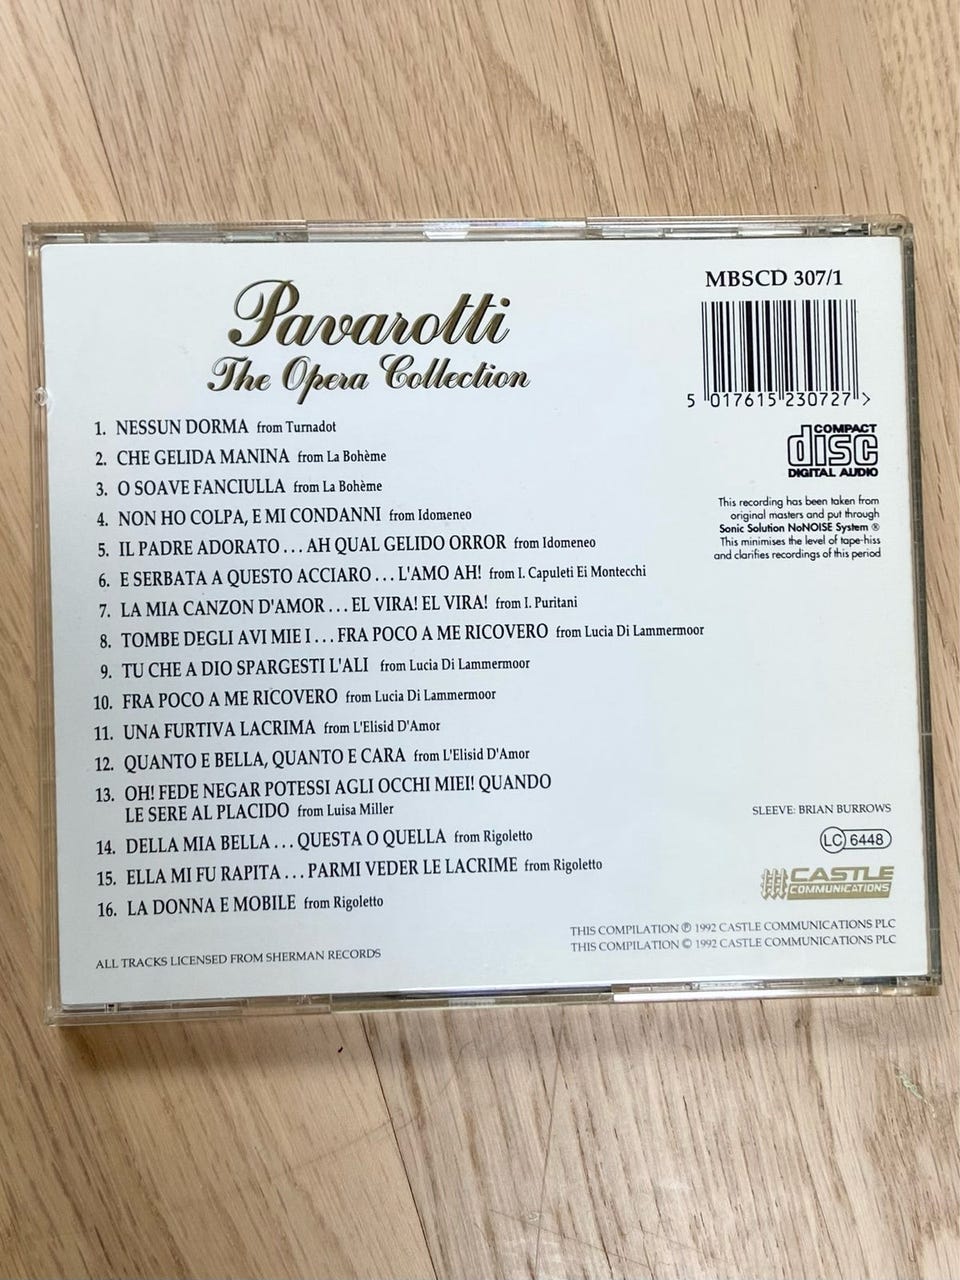 Pavarotti
The Opera Collection
MBSCD 307/1
5 017615 230727 >
COMPACT
disc
DIGITAL AUDIO
This recording has been taken from
original masters and put through
Sonic Solution NoNOISE System ®
This minimises the level of tape-hiss
and clarifies recordings of this period
1. NESSUN DORMA from Turnadot
2. CHE GELIDA MANINA from La Bohème
3. O SOAVE FANCIULLA from La Bohème
4. NON HO COLPA, E MI CONDANNI from Idomeneo
5. IL PADRE ADORATO ... AH QUAL GELIDO ORROR from Idomeneo
6. E SERBATA A QUESTO ACCIARO ... L'AMO AH! from I. Capuleti Ei Montecchi
7. LA MIA CANZON D'AMOR ... EL VIRA! EL VIRA! from I. Puritani
8. TOMBE DEGLI AVI MIE I ... FRA POCO A ME RICOVERO from Lucia Di Lammermoor
9. TU CHE A DIO SPARGESTI L'ALI from Lucia Di Lammermoor
10. FRA POCO A ME RICOVERO from Lucia Di Lammermoor
11. UNA FURTIVA LACRIMA from L'Elisid D'Amor
12. QUANTO E BELLA, QUANTO E CARA from L'Elisid D'Amor
13. OH! FEDE NEGAR POTESSI AGLI OCCHI MIEI! QUANDO
LE SERE AL PLACIDO from Luisa Miller
14. DELLA MIA BELLA ... QUESTA O QUELLA from Rigoletto
15. ELLA MI FU RAPITA ... PARMI VEDER LE LACRIME from Rigoletto
16. LA DONNA E MOBILE from Rigoletto
SLEEVE: BRIAN BURROWS
LC 6448
CASTLE
COMMUNICATIONS
THIS COMPILATION ℗ 1992 CASTLE COMMUNICATIONS PLC
THIS COMPILATION © 1992 CASTLE COMMUNICATIONS PLC
ALL TRACKS LICENSED FROM SHERMAN RECORDS